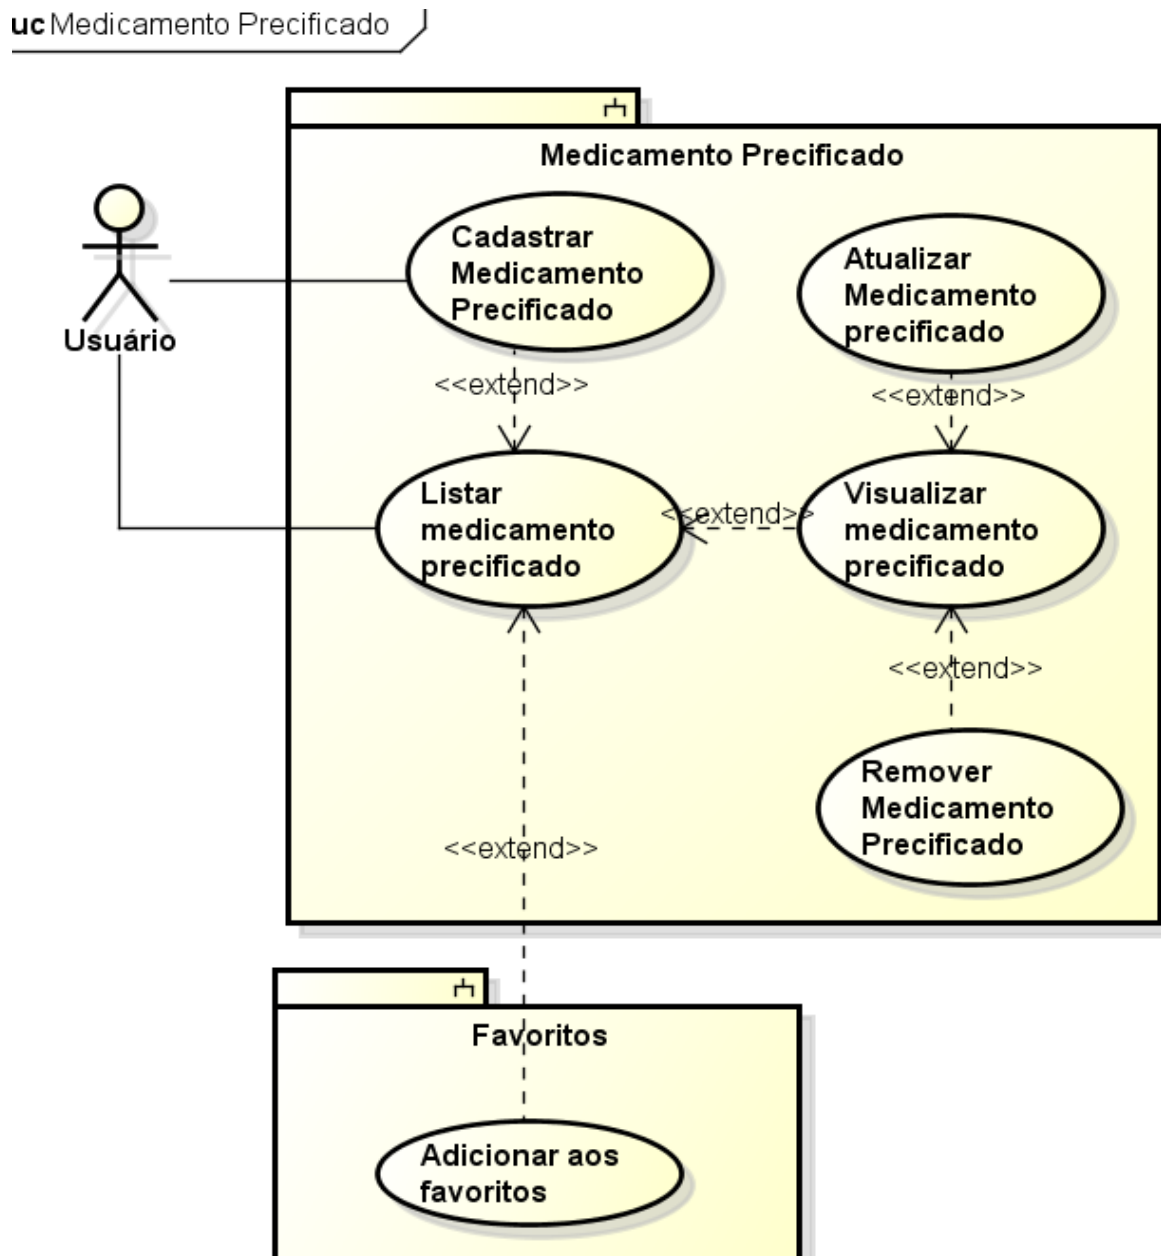 uc Medicamento Precificado
Medicamento Precificado
Cadastrar
Medicamento
Precificado
Atualizar
Medicamento
precificado
Usuário
<<extend>>
<<extend>>
Listar
medicamento
precificado
<<extend>>
Visualizar
medicamento
precificado
<<extend>>
Remover
Medicamento
Precificado
<<extend>>
Favoritos
Adicionar aos
favoritos